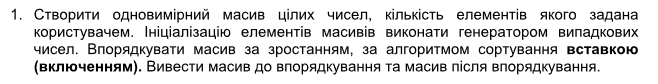 1. Створити одновимірний масив цілих чисел, кількість елементів якого задана
користувачем. Ініціалізацію елементів масивів виконати генератором випадкових
чисел. Впорядкувати масив за зростанням, за алгоритмом сортування вставкою
(включенням). Вивести масив до впорядкування та масив після впорядкування.